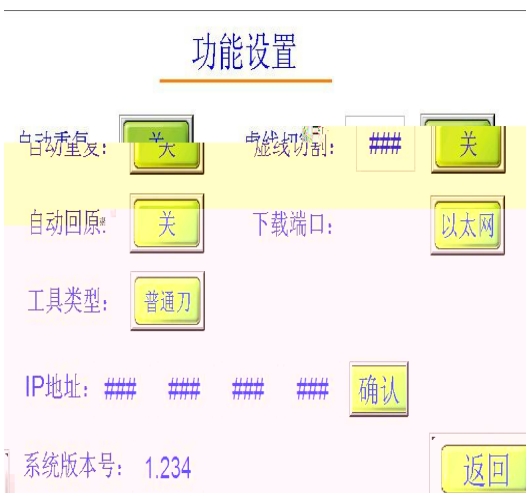 功能设置
自动重复： 关 虚线切割： ### 关
自动回原： 关 下载端口： 以太网
工具类型： 普通刀
IP地址： ### ### ### ### 确认
系统版本号： 1.234 返回